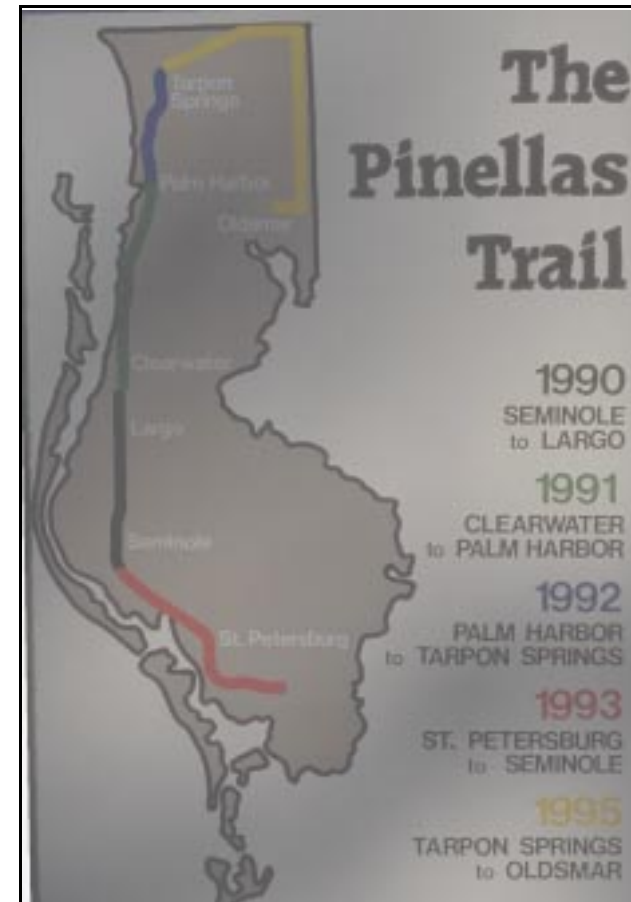 The
Pinellas
Trail
Tarpon
Springs
Palm Harbor
Oldsmar
Clearwater
Largo
Seminole
St. Petersburg
1990
SEMINOLE
to LARGO
1991
CLEARWATER
to PALM HARBOR
1992
PALM HARBOR
to TARPON SPRINGS
1993
ST. PETERSBURG
to SEMINOLE
1995
TARPON SPRINGS
to OLDSMAR